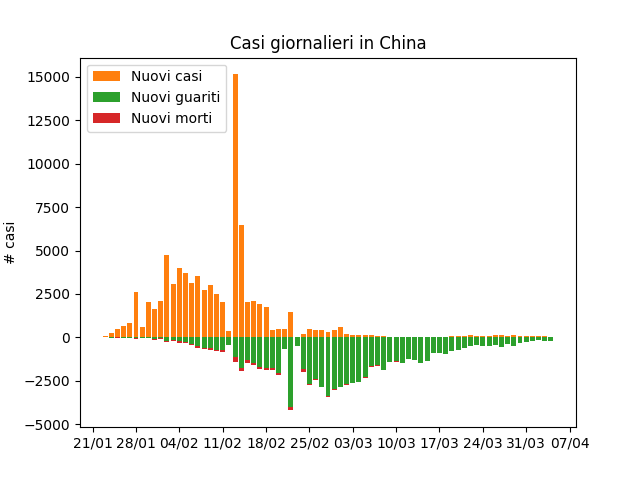 Casi giornalieri in China
Nuovi casi
Nuovi guariti
Nuovi morti
# casi
15000
12500
10000
7500
5000
2500
0
−2500
−5000
21/01 28/01 04/02 11/02 18/02 25/02 03/03 10/03 17/03 24/03 31/03 07/04